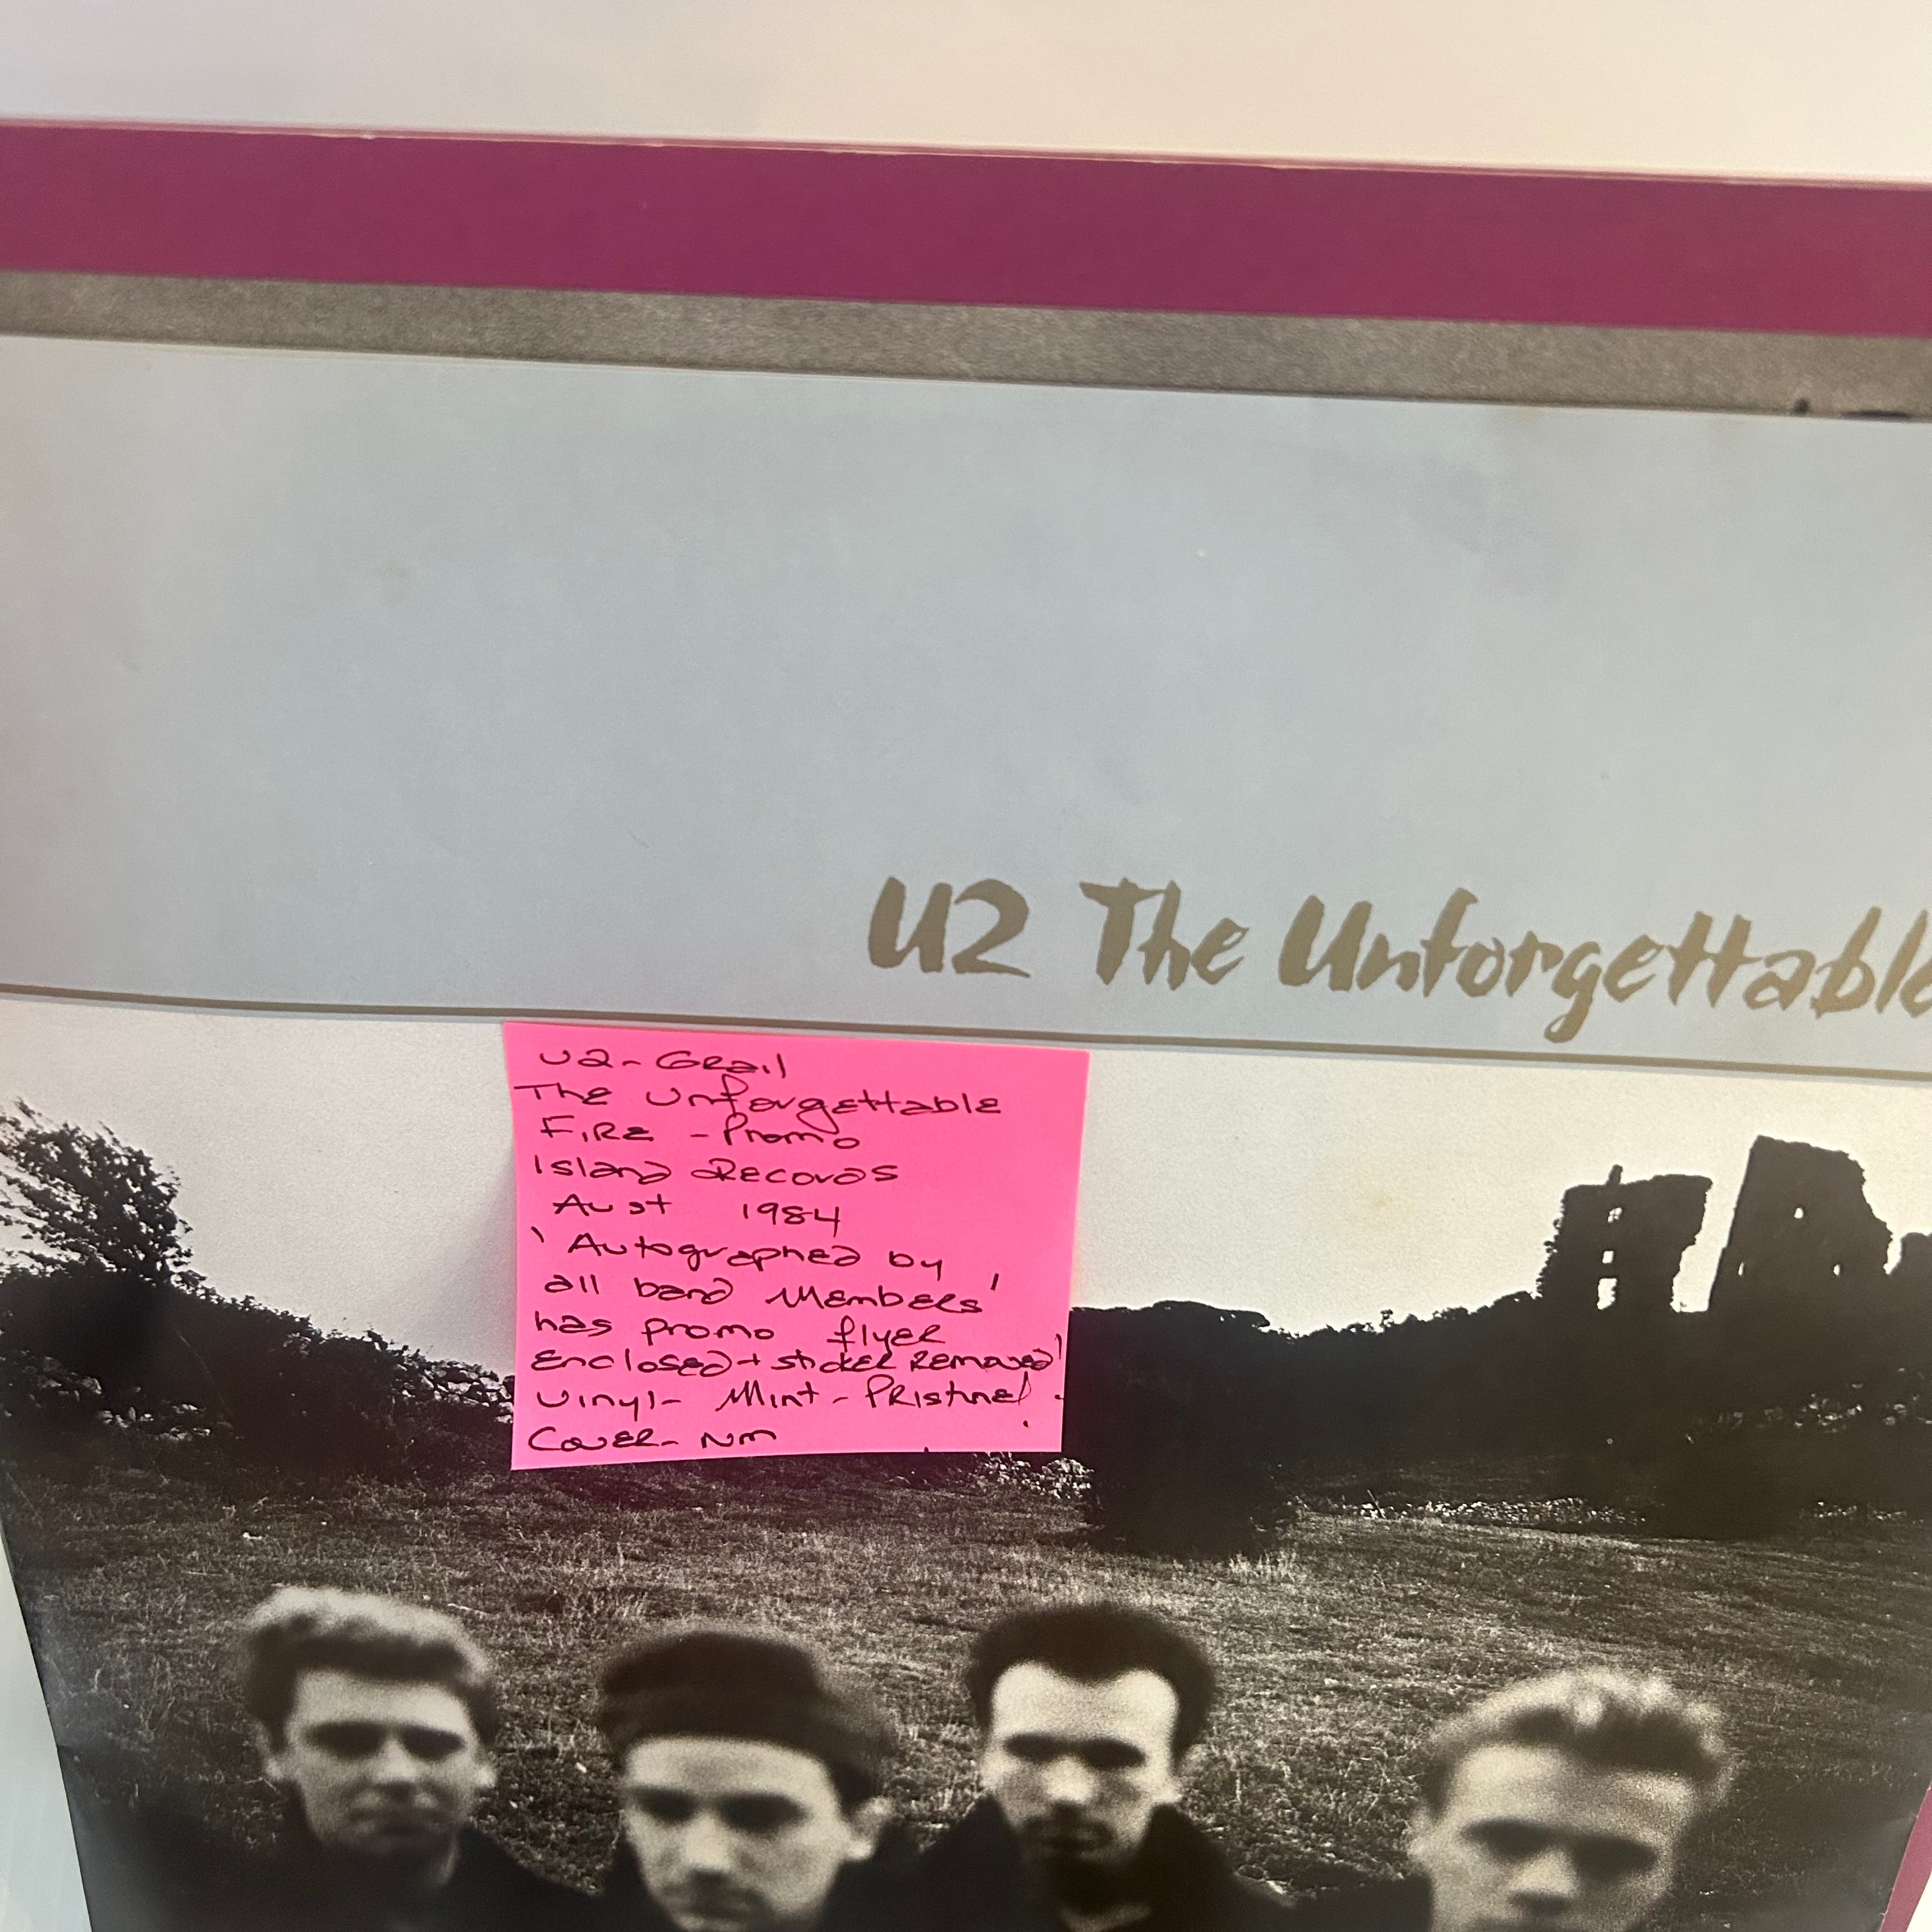 U2 The Unforgettable
U2 - Grail
The Unforgettable
Fire - Promo
Island Records
Aust 1984
'Autographed by
all band Members'
has promo flyer
Enclosed + sticker Removed'
Vinyl - Mint - Pristine!
Cover - NM